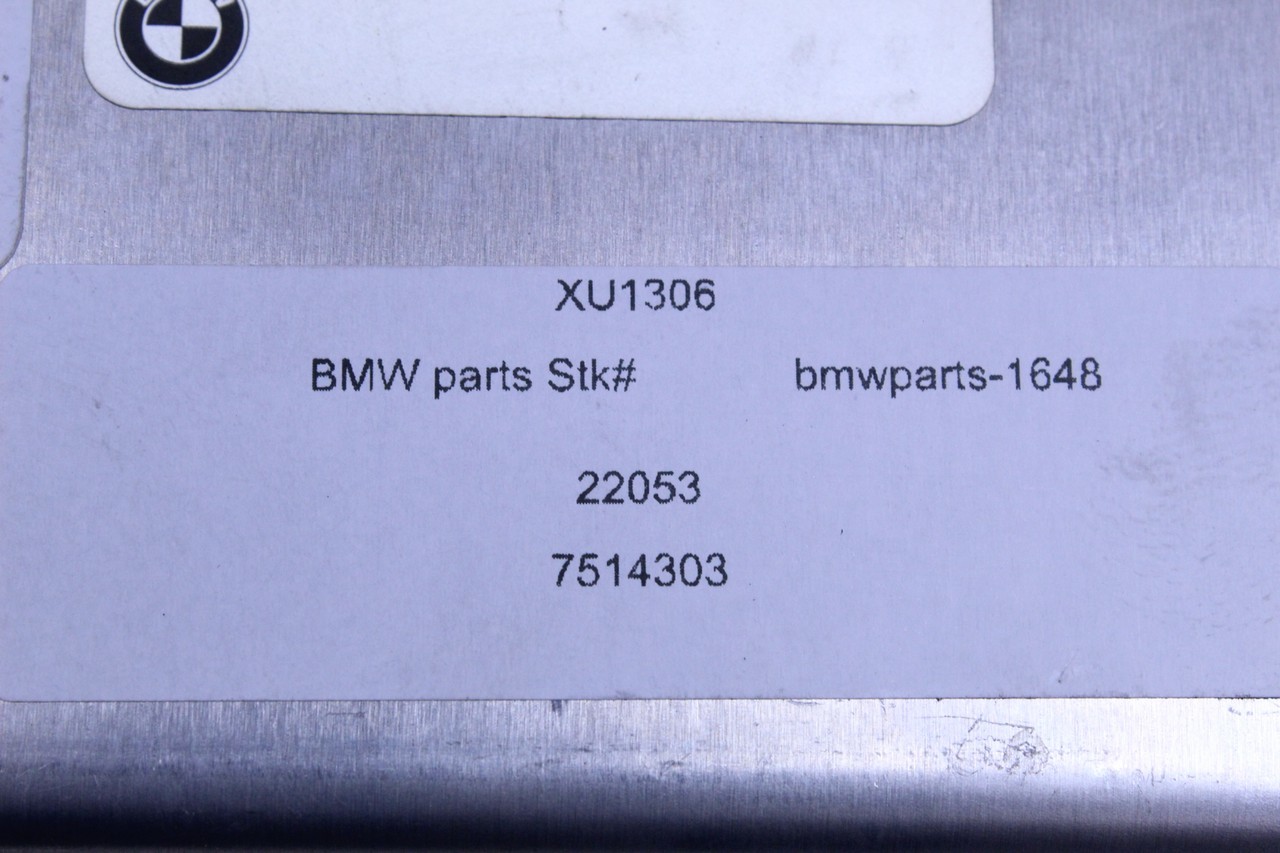 XU1306
BMW parts Stk# bmwparts-1648
22053
7514303